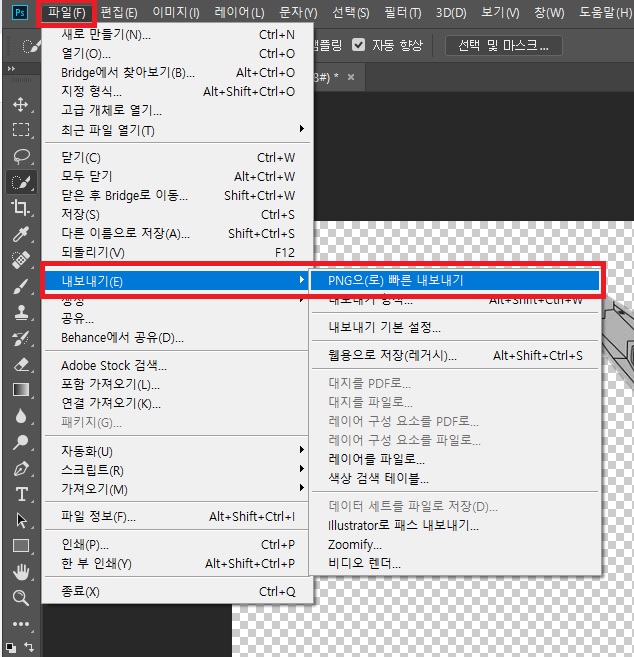 Ps 파일(F) 편집(E) 이미지(I) 레이어(L) 문자(Y) 선택(S) 필터(T) 3D(D) 보기(V) 창(W) 도움말(H)
샘플링 자동 향상 선택 및 마스크...
8#) * ×
새로 만들기(N)... Ctrl+N
열기(O)... Ctrl+O
Bridge에서 찾아보기(B)... Alt+Ctrl+O
지정 형식... Alt+Shift+Ctrl+O
고급 개체로 열기...
최근 파일 열기(T)
닫기(C) Ctrl+W
모두 닫기 Alt+Ctrl+W
닫은 후 Bridge로 이동... Shift+Ctrl+W
저장(S) Ctrl+S
다른 이름으로 저장(A)... Shift+Ctrl+S
되돌리기(V) F12
내보내기(E)
생성
공유...
Behance에서 공유(D)...
Adobe Stock 검색...
포함 가져오기(L)...
연결 가져오기(K)...
패키지(G)...
자동화(U)
스크립트(R)
가져오기(M)
파일 정보(F)... Alt+Shift+Ctrl+I
인쇄(P)... Ctrl+P
한 부 인쇄(Y) Alt+Shift+Ctrl+P
종료(X) Ctrl+Q
PNG으(로) 빠른 내보내기
내보내기 형식... Alt+Shift+Ctrl+W
내보내기 기본 설정...
웹용으로 저장(레거시)... Alt+Shift+Ctrl+S
대지를 PDF로...
대지를 파일로...
레이어 구성 요소를 PDF로...
레이어 구성 요소를 파일로...
레이어를 파일로...
색상 검색 테이블...
데이터 세트를 파일로 저장(D)...
Illustrator로 패스 내보내기...
Zoomify...
비디오 렌더...